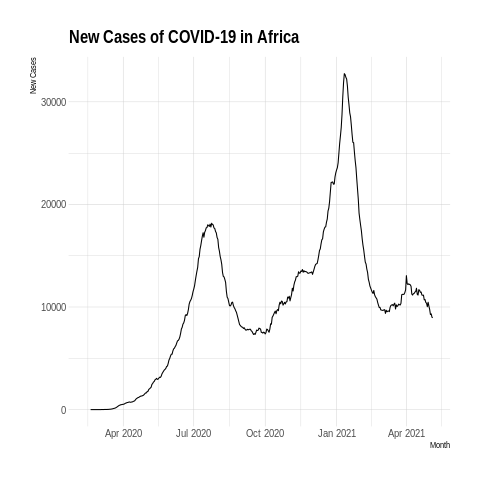 New Cases of COVID-19 in Africa
New Cases
30000
20000
10000
0
Apr 2020 Jul 2020 Oct 2020 Jan 2021 Apr 2021
Month